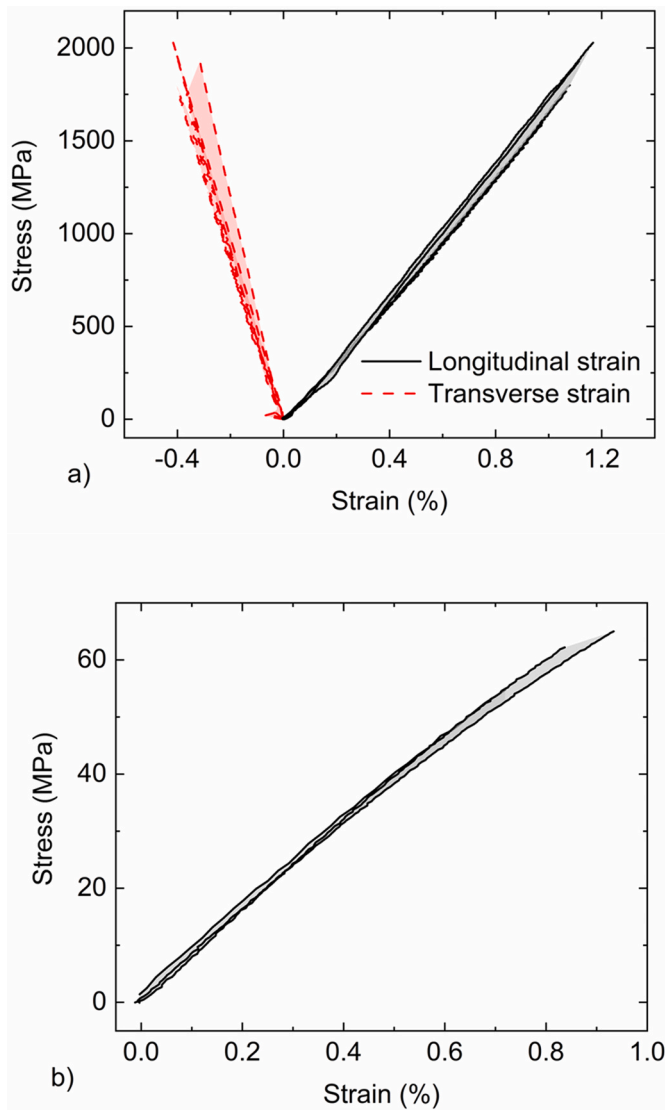 2000
1500
1000
500
0
Stress (MPa)
Longitudinal strain
Transverse strain
-0.4
0.0
0.4
0.8
1.2
a)
Strain (%)
60
40
20
0
Stress (MPa)
0.0
0.2
0.4
0.6
0.8
1.0
b)
Strain (%)